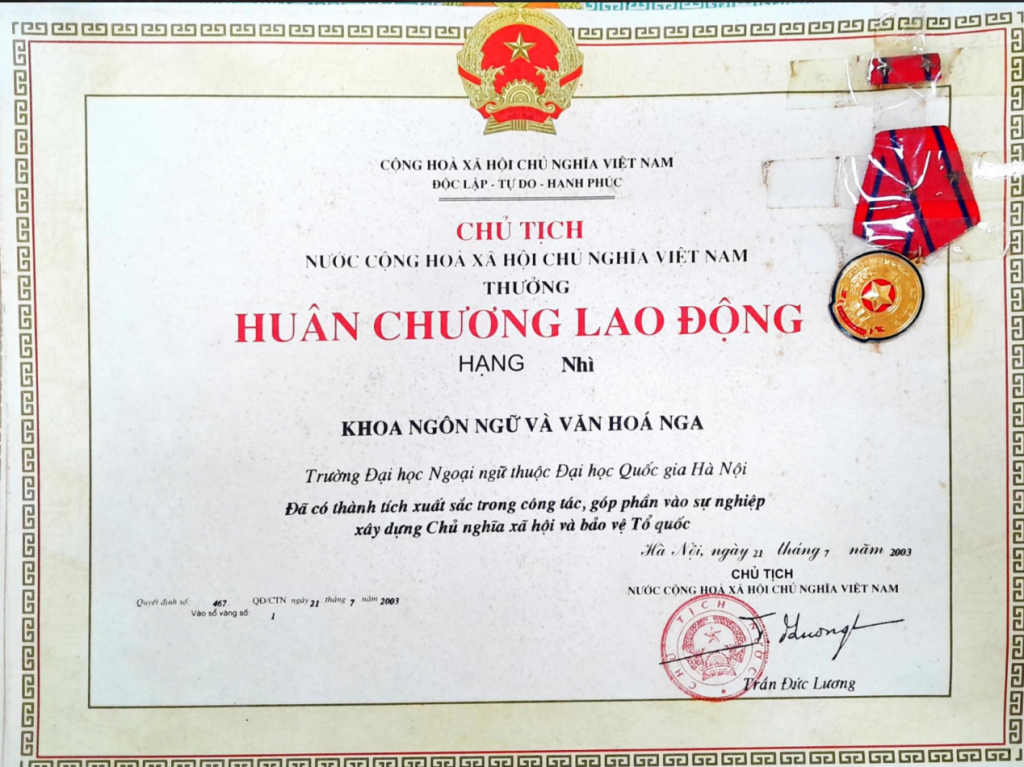 CỘNG HOÀ XÃ HỘI CHỦ NGHĨA VIỆT NAM
ĐỘC LẬP - TỰ DO - HẠNH PHÚC
CHỦ TỊCH
NƯỚC CỘNG HOÀ XÃ HỘI CHỦ NGHĨA VIỆT NAM
THƯỞNG
HUÂN CHƯƠNG LAO ĐỘNG
HẠNG Nhì
KHOA NGÔN NGỮ VÀ VĂN HOÁ NGA
Trường Đại học Ngoại ngữ thuộc Đại học Quốc gia Hà Nội
Đã có thành tích xuất sắc trong công tác, góp phần vào sự nghiệp
xây dựng Chủ nghĩa xã hội và bảo vệ Tổ quốc
Hà Nội, ngày 21 tháng 7 năm 2003
CHỦ TỊCH
NƯỚC CỘNG HOÀ XÃ HỘI CHỦ NGHĨA VIỆT NAM
Quyết định số: 467 QĐ/CTN ngày 21 tháng 7 năm 2003
Vào sổ vàng số: 1
CHỦ TỊCH NƯỚC
Trần Đức Lương